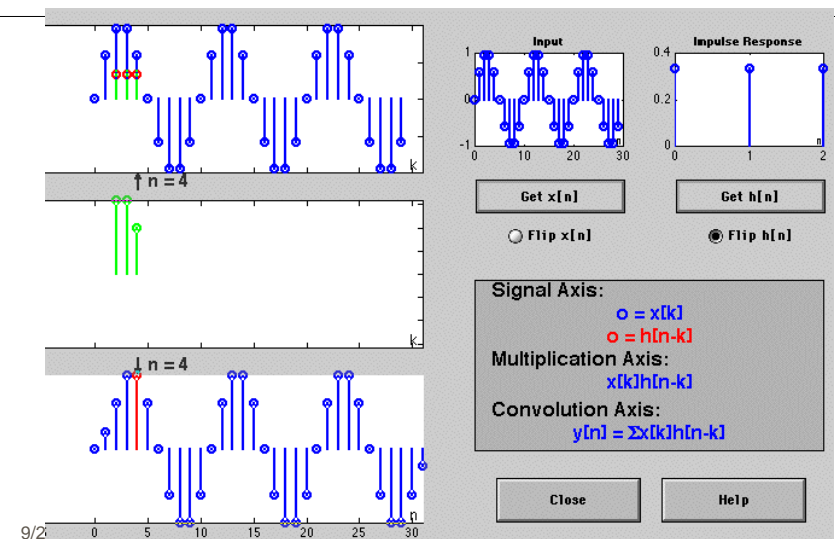 Input
Impulse Response
1
0
-1
0
10
20
30
n
0.4
0.2
0
0
1
2
n
k
n = 4
k
n = 4
n
0
5
10
15
20
25
30
Get x[n]
Get h[n]
Flip x[n]
Flip h[n]
Signal Axis:
o = x[k]
o = h[n-k]
Multiplication Axis:
x[k]h[n-k]
Convolution Axis:
y[n] = Σx[k]h[n-k]
Close
Help
9/2